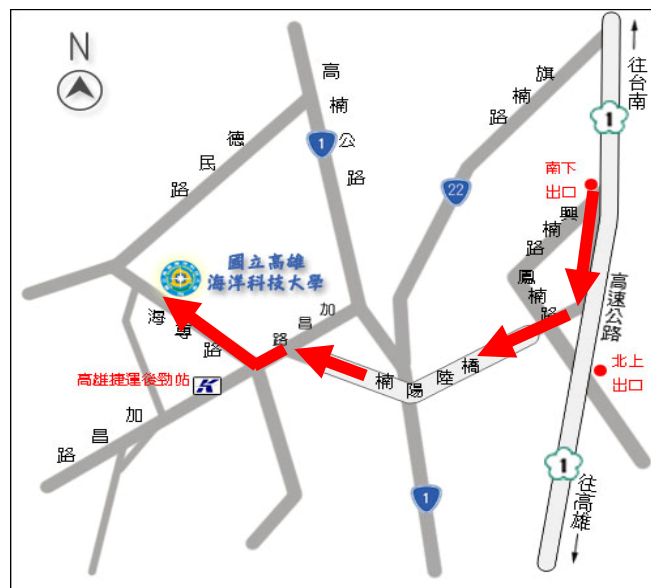 N
高楠公路
1
德民路
旗楠路
22
往台南
1
南下
出口
興楠路
鳳楠路
高速公路
北上
出口
國立高雄
海洋科技大學
海專路
加昌路
高雄捷運後勁站
K
楠陽陸橋
加昌路
1
1
往高雄